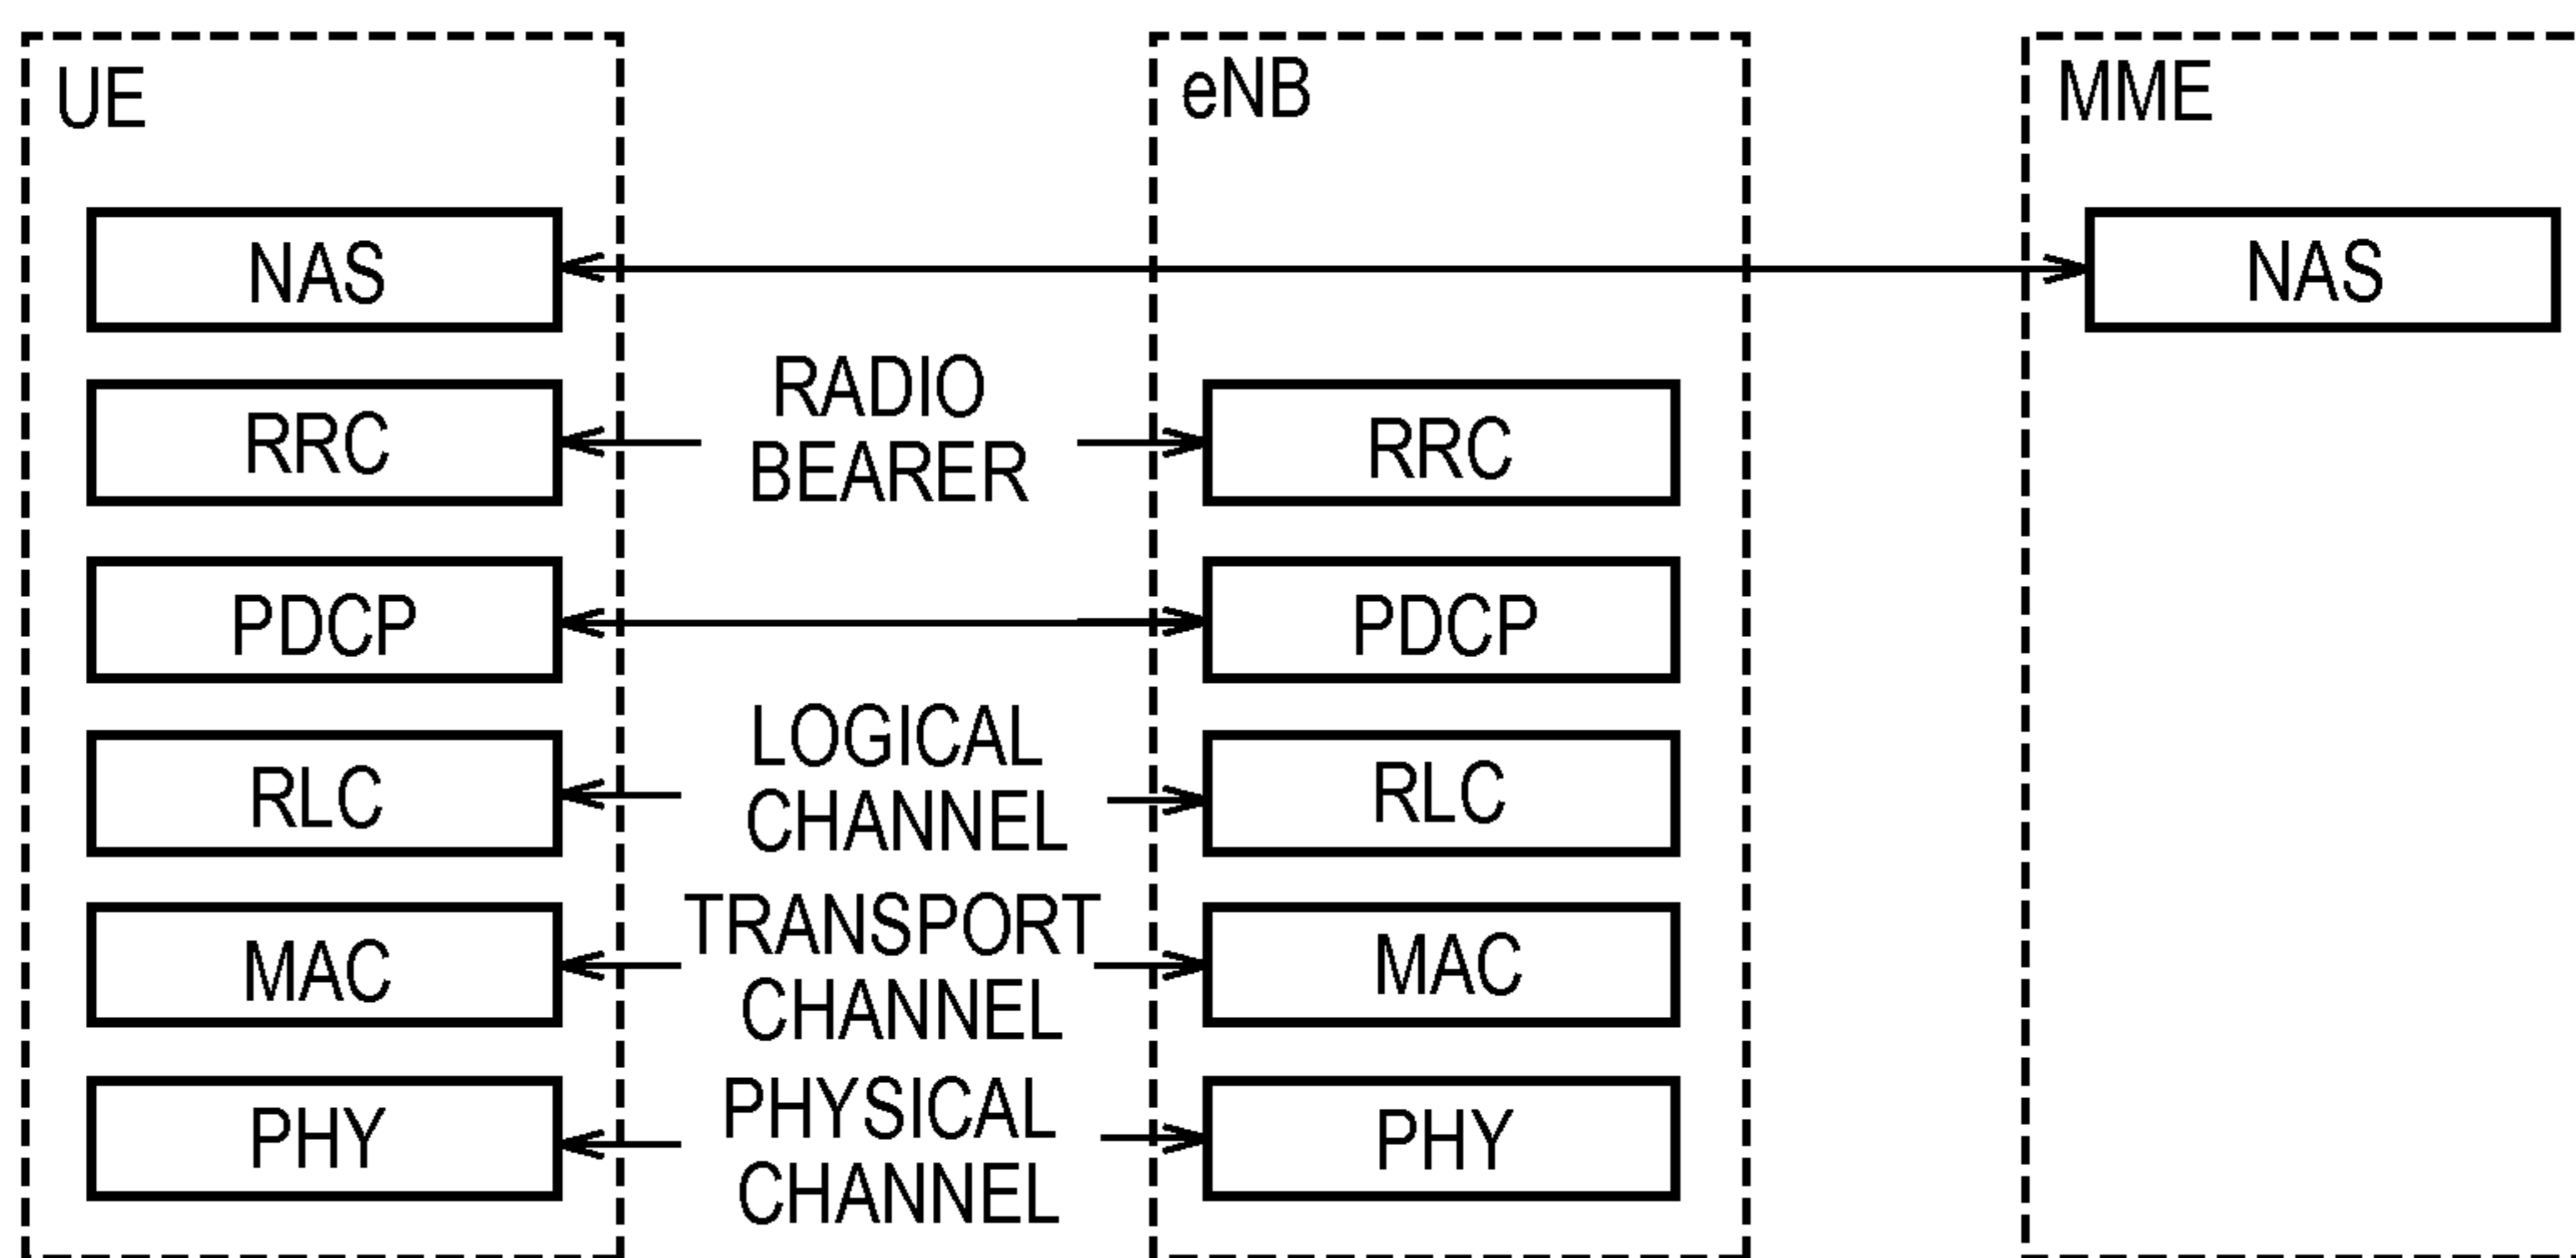 UE
eNB
MME
NAS
NAS
RRC
RADIO
BEARER
RRC
PDCP
PDCP
RLC
LOGICAL
CHANNEL
RLC
MAC
TRANSPORT
CHANNEL
MAC
PHY
PHYSICAL
CHANNEL
PHY